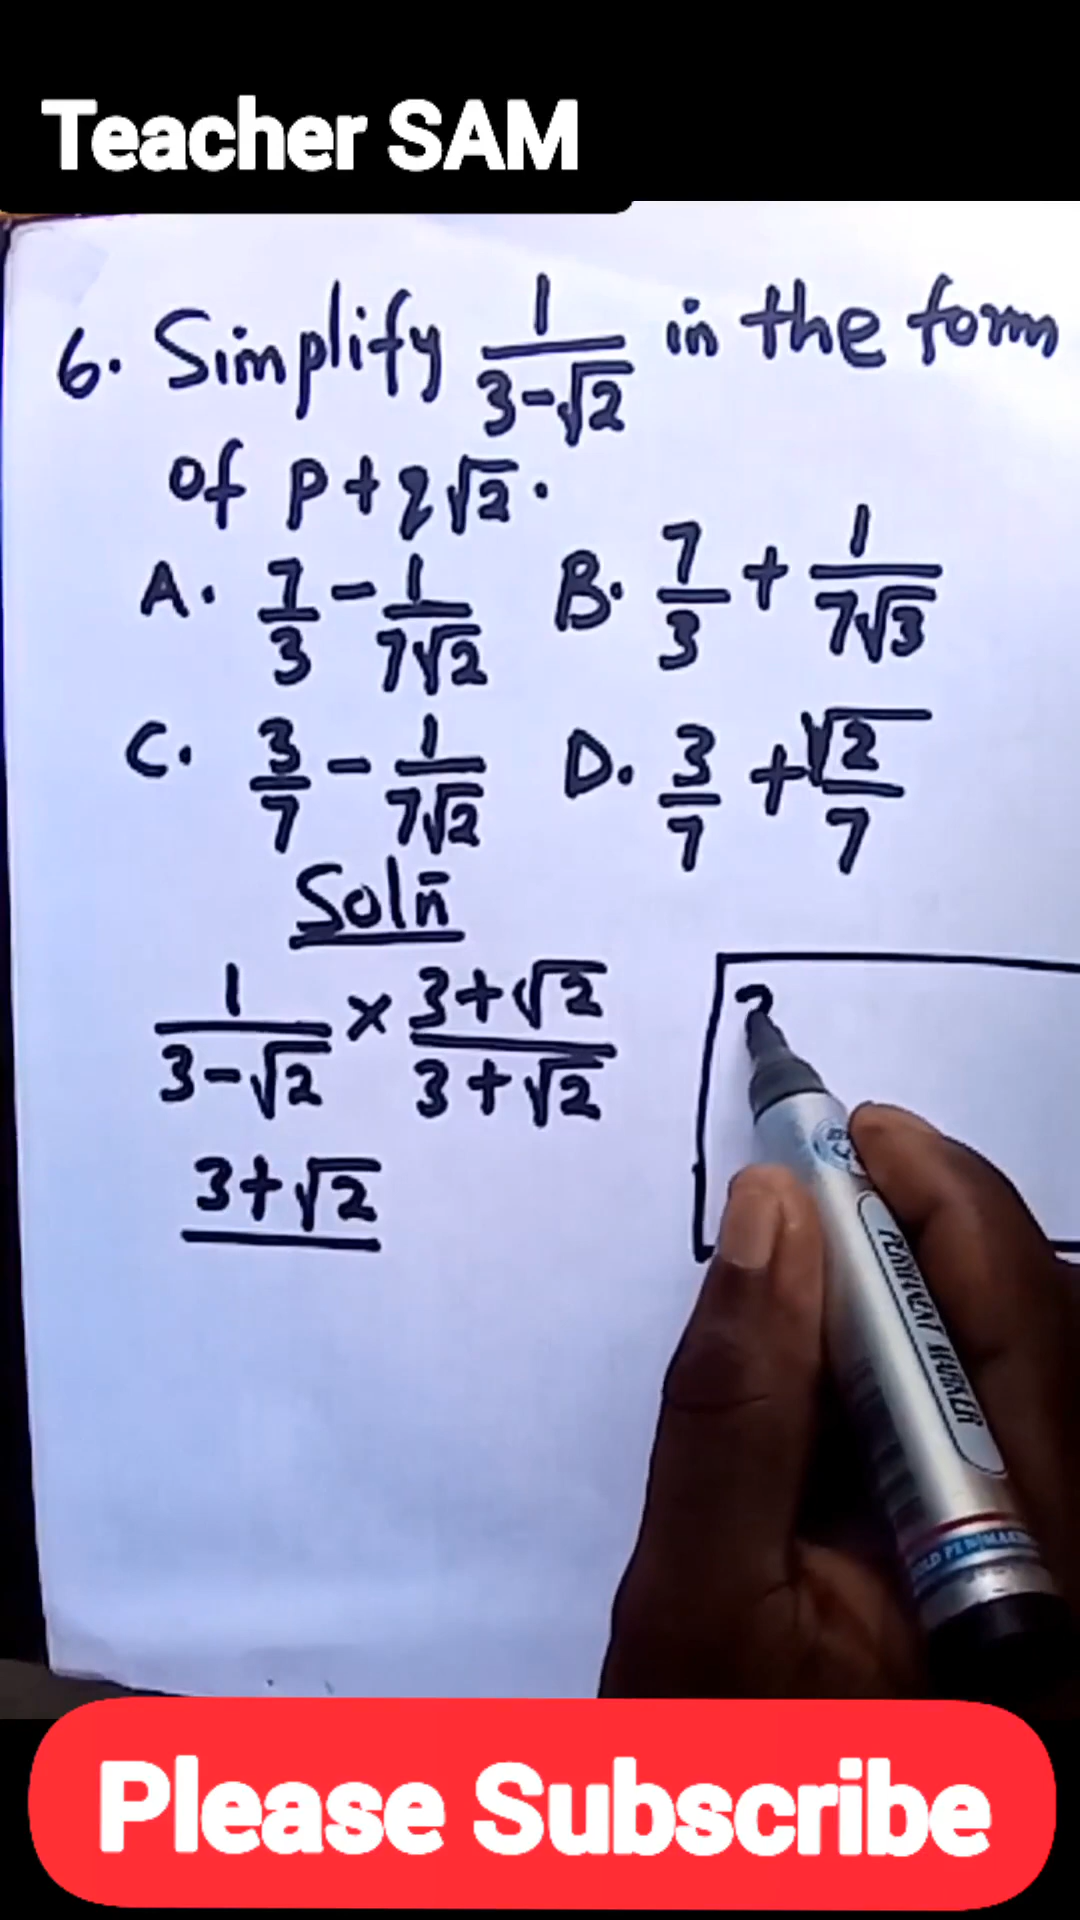 Teacher SAM
6. Simplify 1/(3-√2) in the form
of p+q√2.
A. 7/3 - 1/(7√2) B. 7/3 + 1/(7√3)
C. 3/7 - 1/(7√2) D. 3/7 + √2/7
Soln̄
1/(3-√2) × (3+√2)/(3+√2)
3+√2
PERMANENT MARKER
Please Subscribe